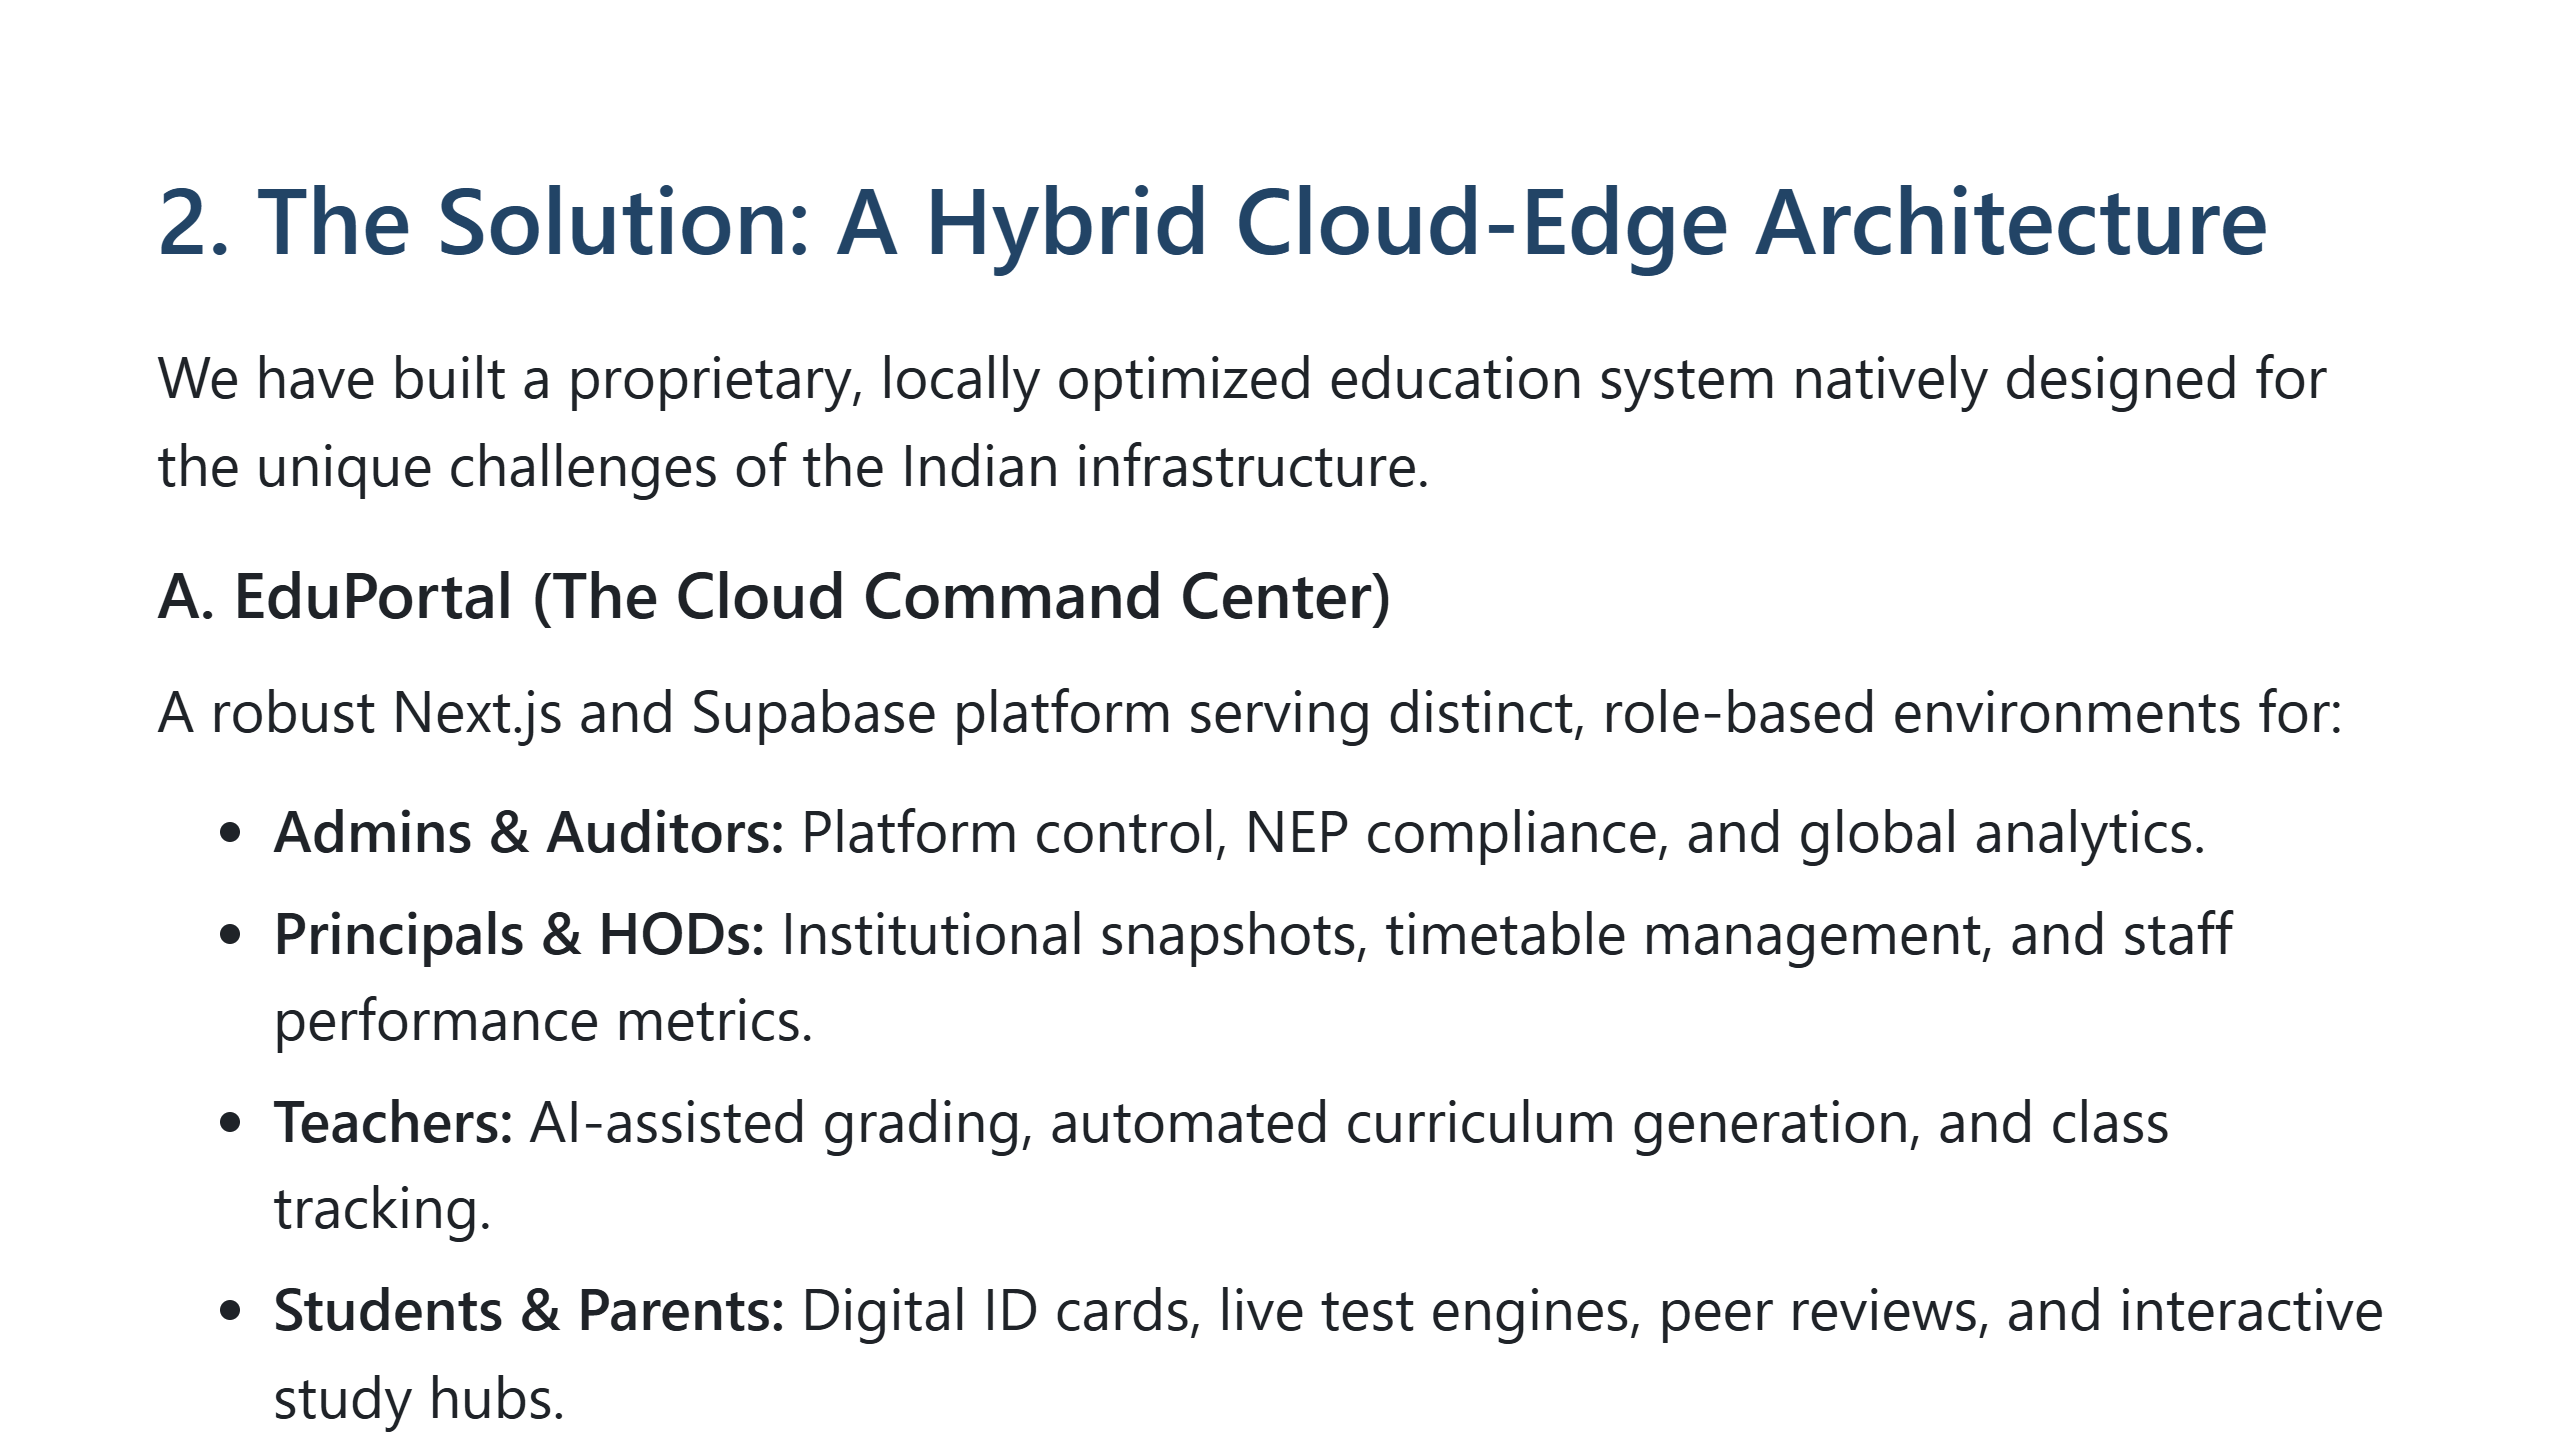 2. The Solution: A Hybrid Cloud-Edge Architecture
We have built a proprietary, locally optimized education system natively designed for
the unique challenges of the Indian infrastructure.
A. EduPortal (The Cloud Command Center)
A robust Next.js and Supabase platform serving distinct, role-based environments for:
• Admins & Auditors: Platform control, NEP compliance, and global analytics.
• Principals & HODs: Institutional snapshots, timetable management, and staff
performance metrics.
• Teachers: AI-assisted grading, automated curriculum generation, and class
tracking.
• Students & Parents: Digital ID cards, live test engines, peer reviews, and interactive
study hubs.